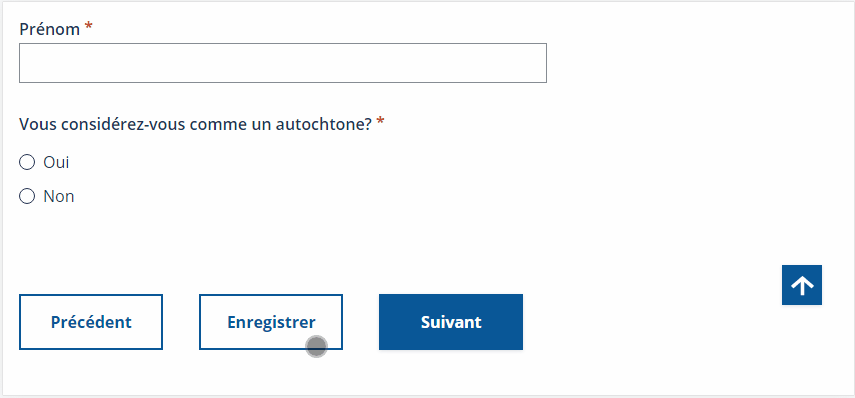 Prénom *
Vous considérez-vous comme un autochtone? *
Oui
Non
Précédent Enregistrer Suivant